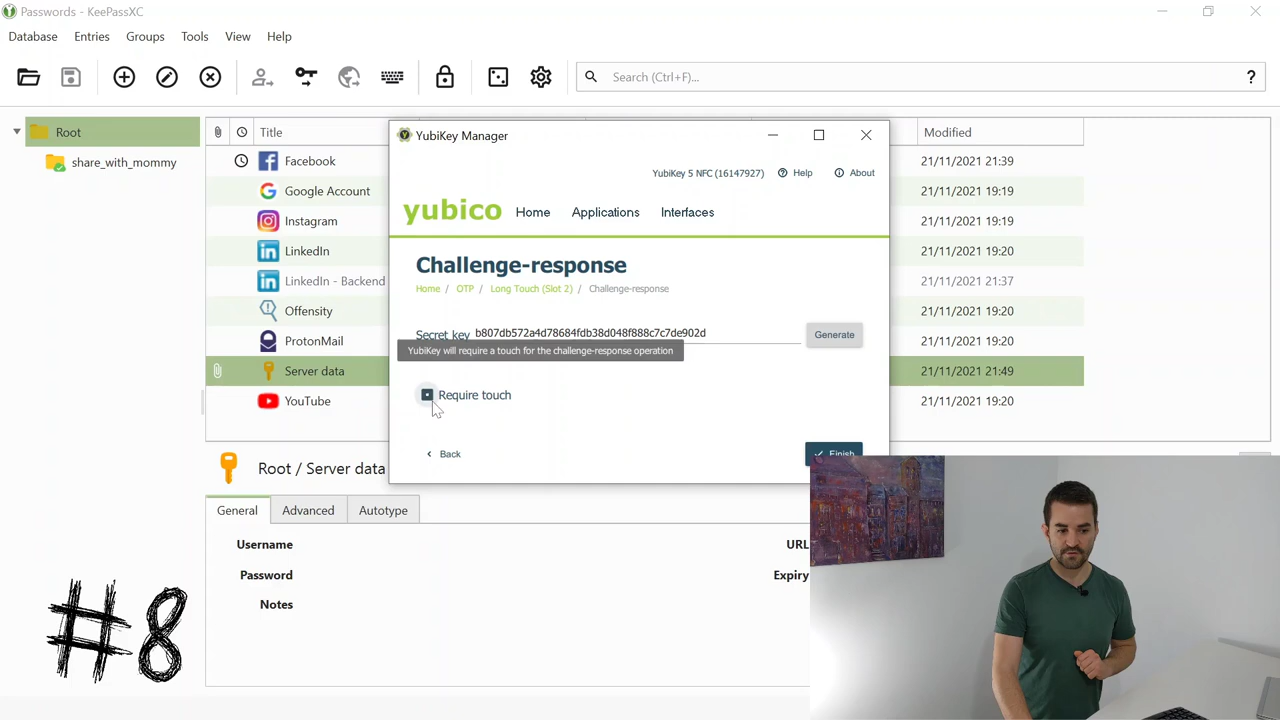 Passwords - KeePassXC
Database Entries Groups Tools View Help
Search (Ctrl+F)... ?
Root
share_with_mommy
Title
Modified
Facebook
21/11/2021 21:39
Google Account
21/11/2021 19:19
Instagram
21/11/2021 19:19
LinkedIn
21/11/2021 19:20
LinkedIn - Backend
21/11/2021 21:37
Offensity
21/11/2021 19:20
ProtonMail
21/11/2021 19:20
Server data
21/11/2021 21:49
YouTube
21/11/2021 19:20
YubiKey Manager
YubiKey 5 NFC (16147927) ? Help About
yubico Home Applications Interfaces
Challenge-response
Home / OTP / Long Touch (Slot 2) / Challenge-response
Secret key b807db572a4d78684fdb38d048f888c7c7de902d Generate
YubiKey will require a touch for the challenge-response operation
Require touch
Back
Finish
Root / Server data
General Advanced Autotype
Username
URL
Password
Expiry
Notes
#8